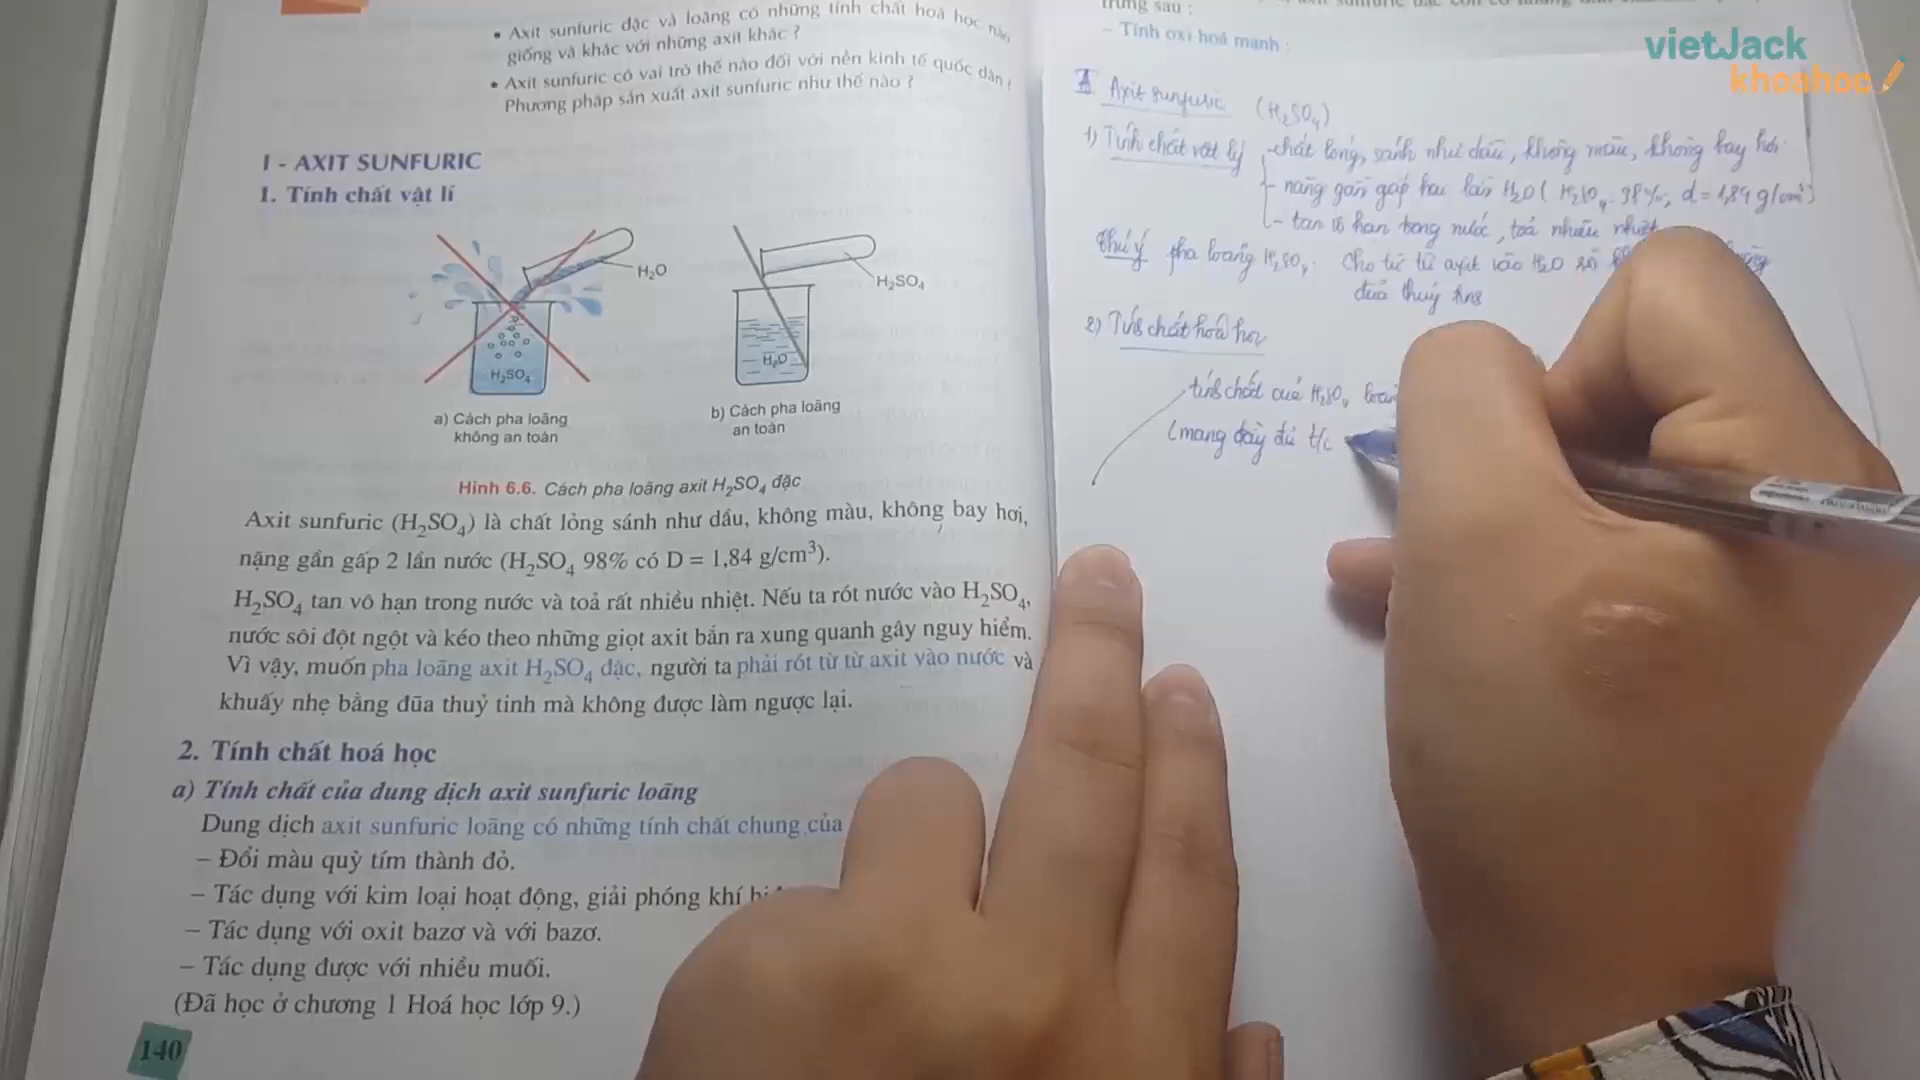 • Axit sunfuric đặc và loãng có những tính chất hoá học nào
giống và khác với những axit khác ?
• Axit sunfuric có vai trò thế nào đối với nền kinh tế quốc dân ?
Phương pháp sản xuất axit sunfuric như thế nào ?
I - AXIT SUNFURIC
1. Tính chất vật lí
H₂O
H₂SO₄
H₂SO₄
H₂O
a) Cách pha loãng
không an toàn
b) Cách pha loãng
an toàn
Hình 6.6. Cách pha loãng axit H₂SO₄ đặc
Axit sunfuric (H₂SO₄) là chất lỏng sánh như dầu, không màu, không bay hơi,
nặng gần gấp 2 lần nước (H₂SO₄ 98% có D = 1,84 g/cm³).
H₂SO₄ tan vô hạn trong nước và toả rất nhiều nhiệt. Nếu ta rót nước vào H₂SO₄,
nước sôi đột ngột và kéo theo những giọt axit bắn ra xung quanh gây nguy hiểm.
Vì vậy, muốn pha loãng axit H₂SO₄ đặc, người ta phải rót từ từ axit vào nước và
khuấy nhẹ bằng đũa thuỷ tinh mà không được làm ngược lại.
2. Tính chất hoá học
a) Tính chất của dung dịch axit sunfuric loãng
Dung dịch axit sunfuric loãng có những tính chất chung của
– Đổi màu quỳ tím thành đỏ.
– Tác dụng với kim loại hoạt động, giải phóng khí
– Tác dụng với oxit bazơ và với bazơ.
– Tác dụng được với nhiều muối.
(Đã học ở chương 1 Hoá học lớp 9.)
140
trưng sau :
– Tính oxi hoá mạnh :
vietJack
khoahoc
I Axit sunfuric (H₂SO₄)
1) Tính chất vật lý - chất lỏng, sánh như dầu, không màu, không bay hơi
- nặng gần gấp hai lần H₂O (H₂SO₄ 98%, d = 1,84 g/cm³)
- tan vô hạn trong nước, toả nhiều nhiệt
Chú ý pha loãng H₂SO₄: Cho từ từ axit vào H₂O
đũa thuỷ tinh
2) Tính chất hoá học
tính chất của H₂SO₄
(mang đầy đủ t/c